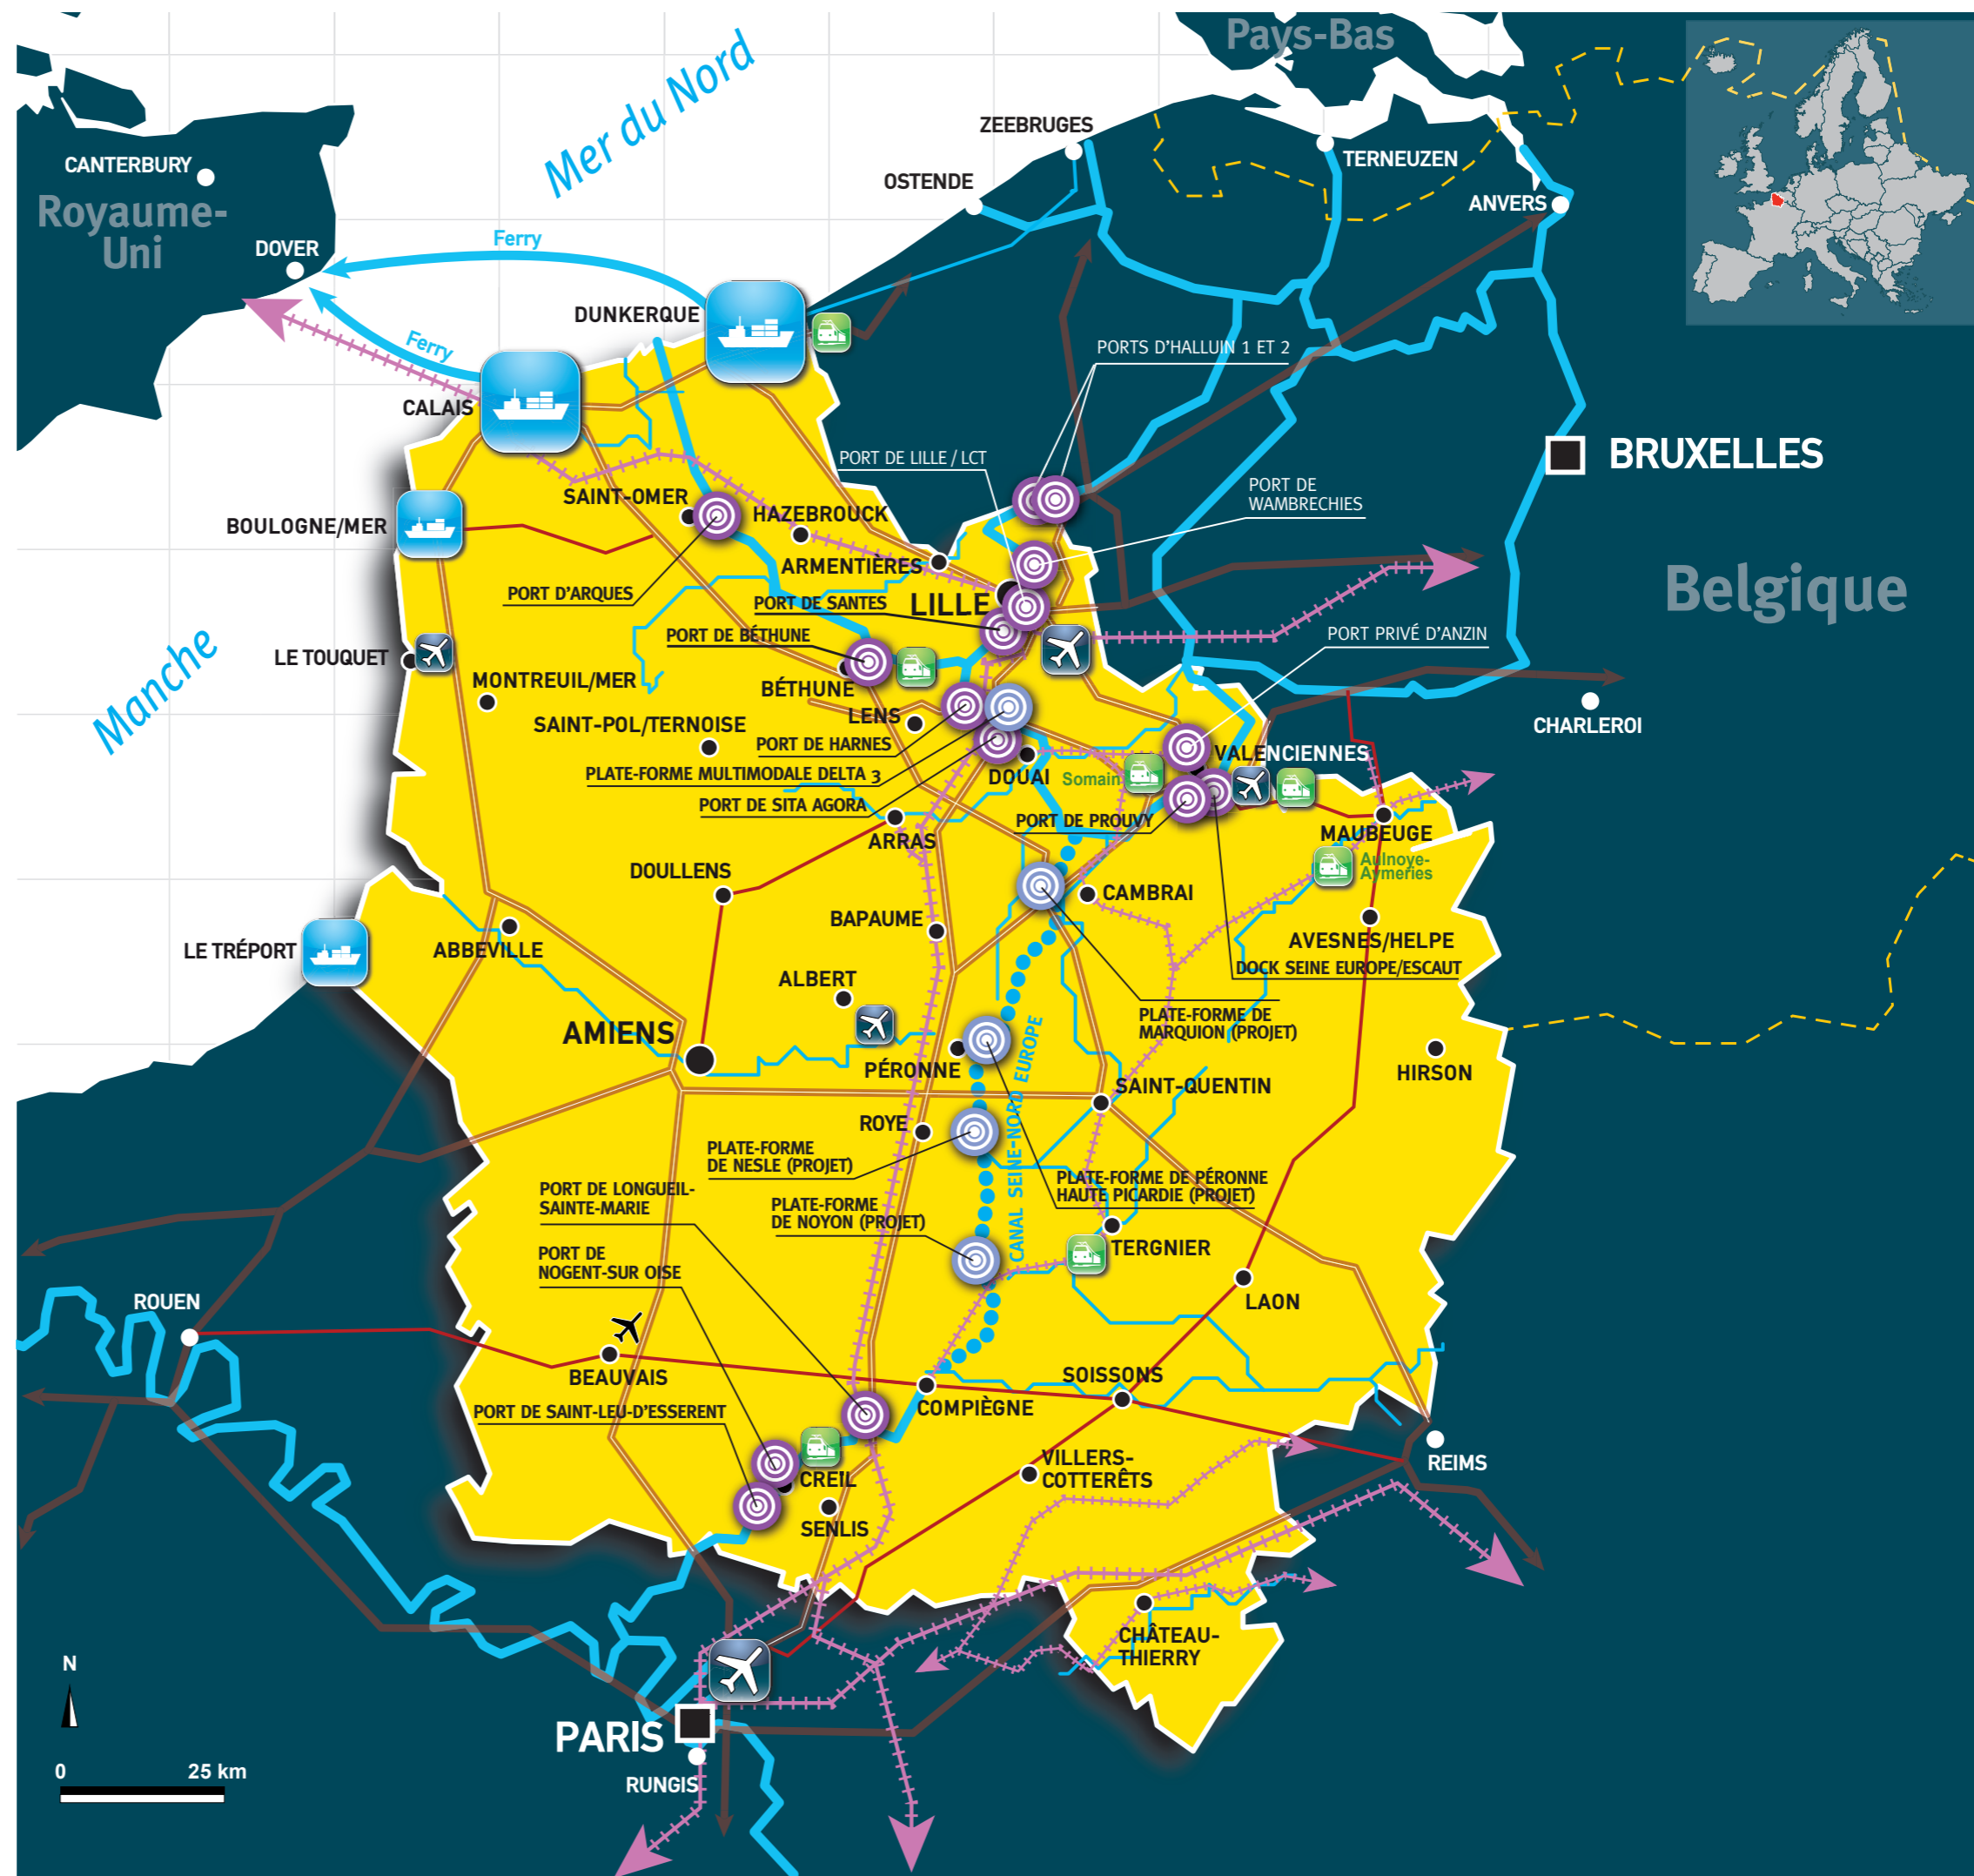 Pays-Bas
Mer du Nord
ZEEBRUGES
CANTERBURY
TERNEUZEN
OSTENDE
Royaume-
Uni
ANVERS
DOVER
Ferry
DUNKERQUE
Ferry
PORTS D'HALLUIN 1 ET 2
CALAIS
PORT DE LILLE / LCT
BRUXELLES
SAINT-OMER
PORT DE
WAMBRECHIES
HAZEBROUCK
BOULOGNE/MER
ARMENTIÈRES
Belgique
PORT D'ARQUES
PORT DE SANTES
LILLE
PORT DE BÉTHUNE
PORT PRIVÉ D'ANZIN
Manche
LE TOUQUET
MONTREUIL/MER
BÉTHUNE
LENS
CHARLEROI
SAINT-POL/TERNOISE
PORT DE HARNES
VALENCIENNES
PLATE-FORME MULTIMODALE DELTA 3
DOUAI
Somain
PORT DE SITA AGORA
PORT DE PROUVY
MAUBEUGE
ARRAS
Aulnoye-
Aymeries
DOULLENS
CAMBRAI
BAPAUME
AVESNES/HELPE
LE TRÉPORT
ABBEVILLE
DOCK SEINE EUROPE/ESCAUT
ALBERT
PLATE-FORME DE
MARQUION (PROJET)
AMIENS
PÉRONNE
HIRSON
CANAL SEINE-NORD EUROPE
SAINT-QUENTIN
ROYE
PLATE-FORME
DE NESLE (PROJET)
PLATE-FORME DE PÉRONNE
HAUTE PICARDIE (PROJET)
PORT DE LONGUEIL-
SAINTE-MARIE
PLATE-FORME
DE NOYON (PROJET)
TERGNIER
PORT DE
NOGENT-SUR OISE
ROUEN
LAON
BEAUVAIS
SOISSONS
COMPIÈGNE
PORT DE SAINT-LEU-D'ESSERENT
VILLERS-
COTTERÊTS
REIMS
CREIL
SENLIS
CHÂTEAU-
THIERRY
N
PARIS
0 25 km
RUNGIS